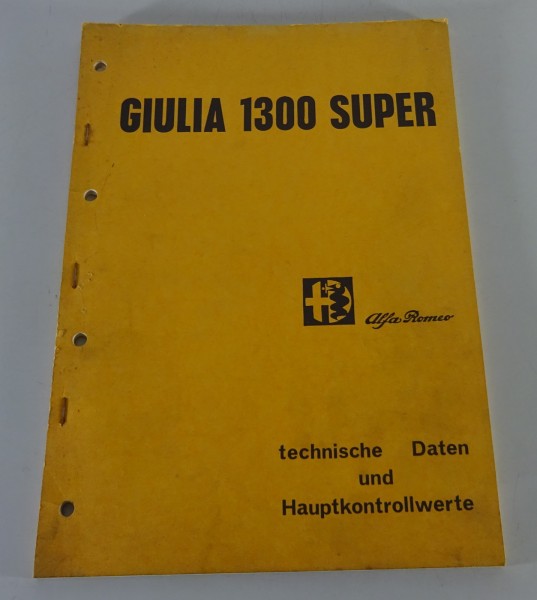 GIULIA 1300 SUPER
Alfa Romeo
technische Daten
und
Hauptkontrollwerte